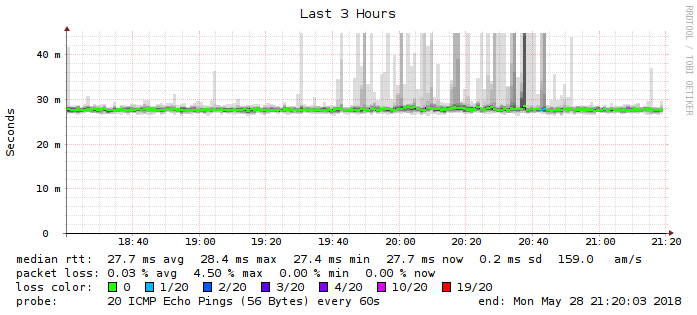 Last 3 Hours
RRDTOOL / TOBI OETIKER
Seconds
40 m
30 m
20 m
10 m
0
18:40 19:00 19:20 19:40 20:00 20:20 20:40 21:00 21:20
median rtt: 27.7 ms avg 28.4 ms max 27.4 ms min 27.7 ms now 0.2 ms sd 159.0 am/s
packet loss: 0.03 % avg 4.50 % max 0.00 % min 0.00 % now
loss color: 0 1/20 2/20 3/20 4/20 10/20 19/20
probe: 20 ICMP Echo Pings (56 Bytes) every 60s end: Mon May 28 21:20:03 2018